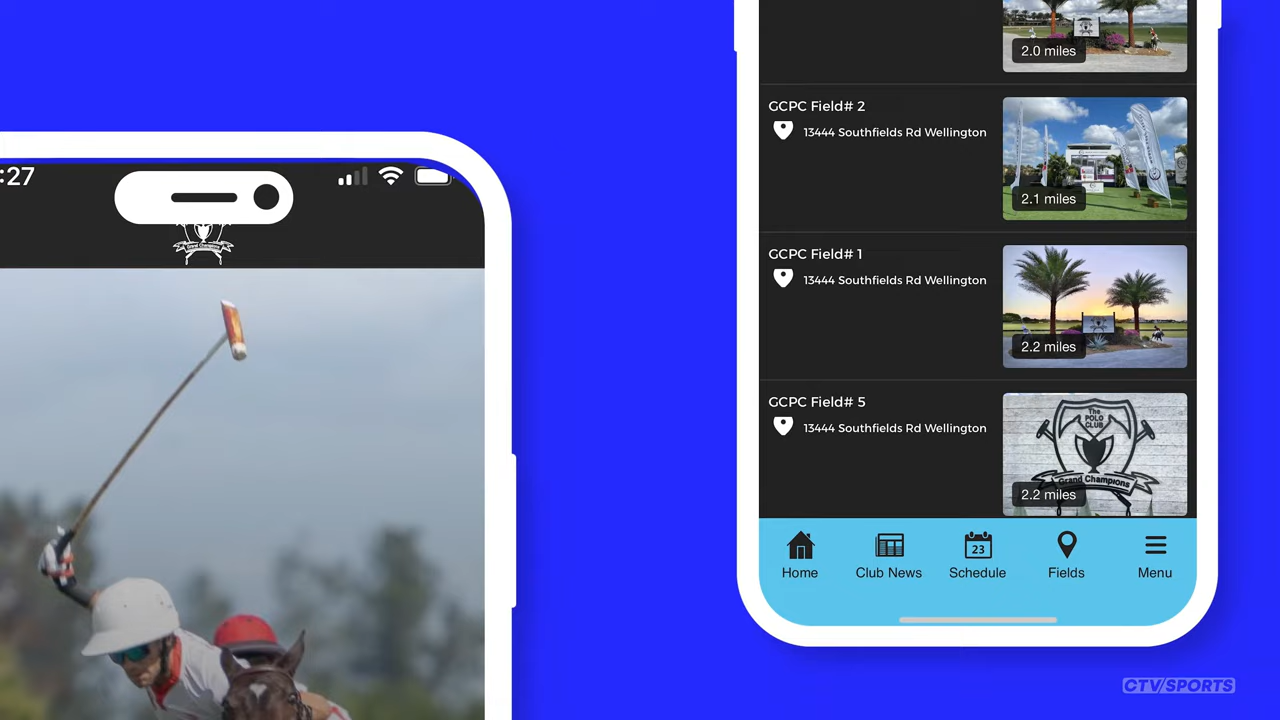 :27
Grand Champions
2.0 miles
GCPC Field# 2
13444 Southfields Rd Wellington
2.1 miles
GCPC Field# 1
13444 Southfields Rd Wellington
2.2 miles
GCPC Field# 5
13444 Southfields Rd Wellington
The
POLO
CLUB
Grand Champions
2.2 miles
23
Home
Club News
Schedule
Fields
Menu
CTV/SPORTS